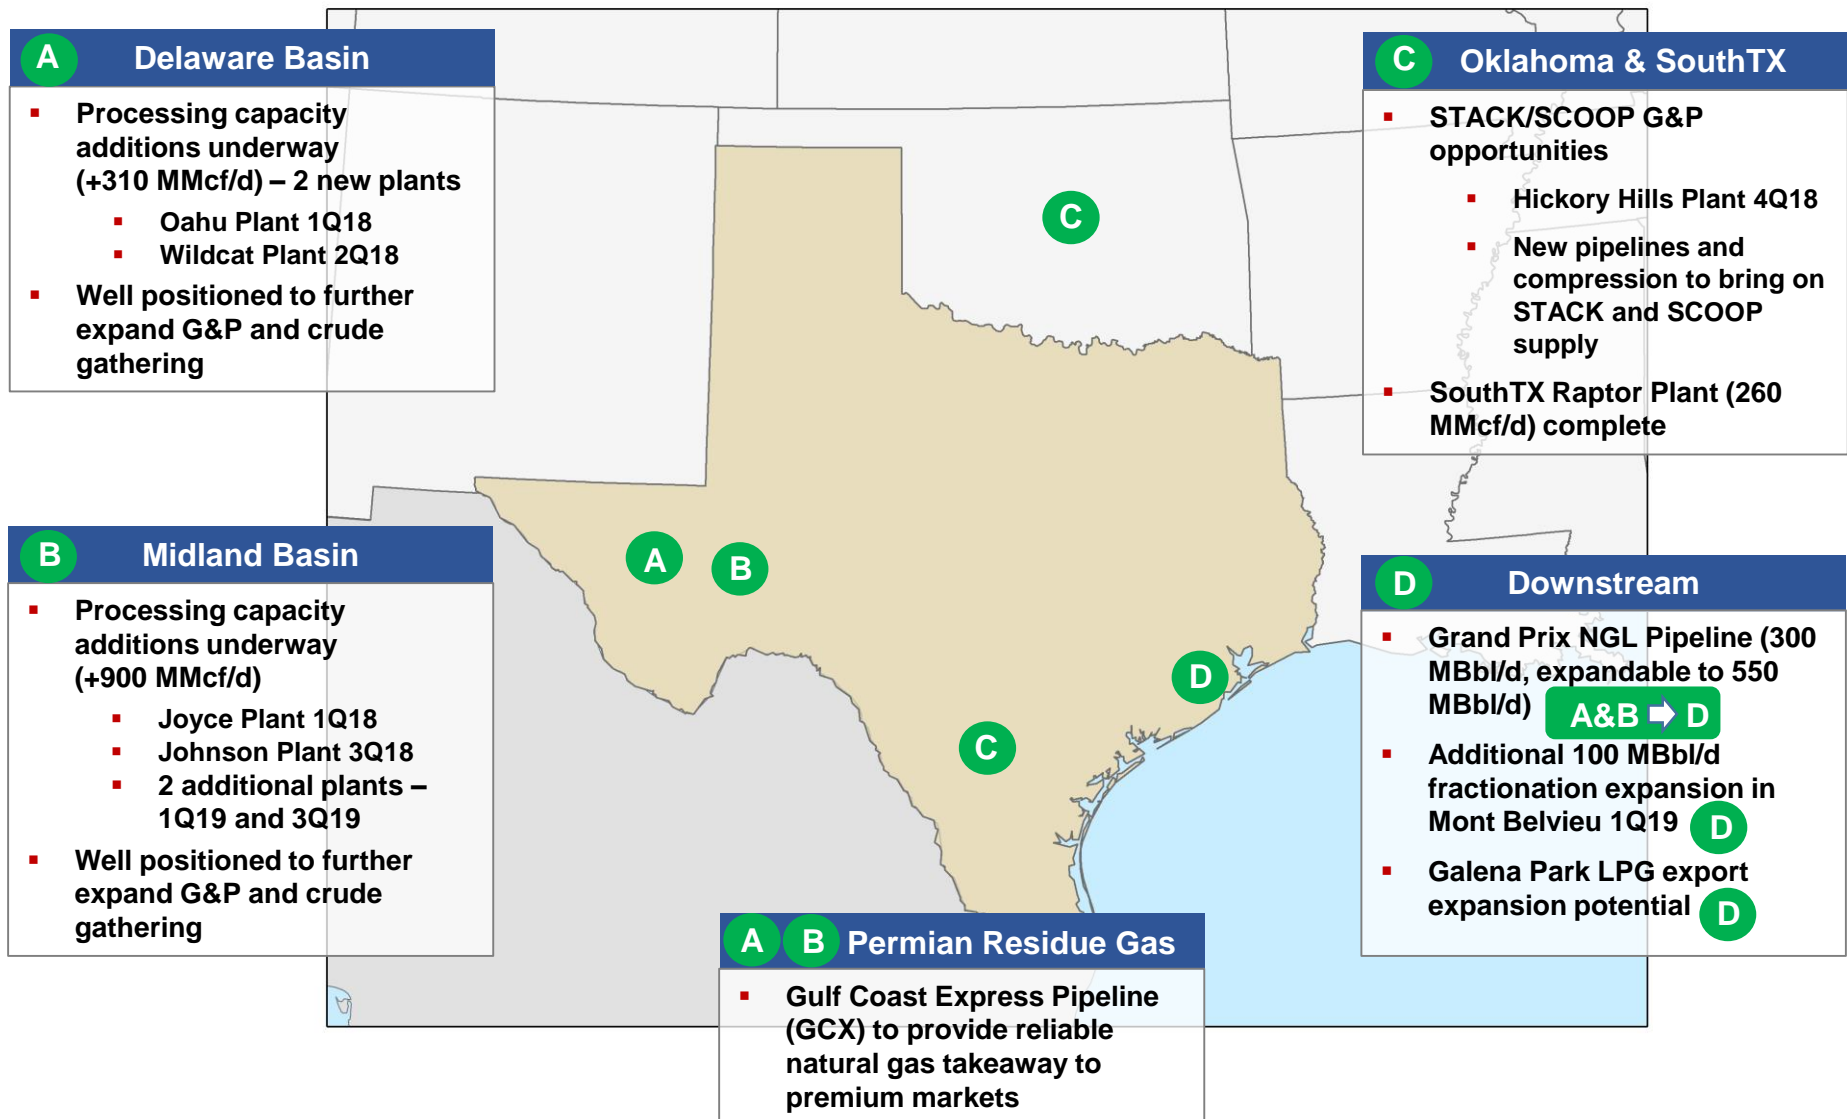 A Delaware Basin
Processing capacity
additions underway
(+310 MMcf/d) – 2 new plants
Oahu Plant 1Q18
Wildcat Plant 2Q18
Well positioned to further
expand G&P and crude
gathering
B Midland Basin
Processing capacity
additions underway
(+900 MMcf/d)
Joyce Plant 1Q18
Johnson Plant 3Q18
2 additional plants –
1Q19 and 3Q19
Well positioned to further
expand G&P and crude
gathering
C
A
B
D
C
A B Permian Residue Gas
Gulf Coast Express Pipeline
(GCX) to provide reliable
natural gas takeaway to
premium markets
C Oklahoma & SouthTX
STACK/SCOOP G&P
opportunities
Hickory Hills Plant 4Q18
New pipelines and
compression to bring on
STACK and SCOOP
supply
SouthTX Raptor Plant (260
MMcf/d) complete
D Downstream
Grand Prix NGL Pipeline (300
MBbl/d, expandable to 550
MBbl/d) A&B ⇨ D
Additional 100 MBbl/d
fractionation expansion in
Mont Belvieu 1Q19 D
Galena Park LPG export
expansion potential D